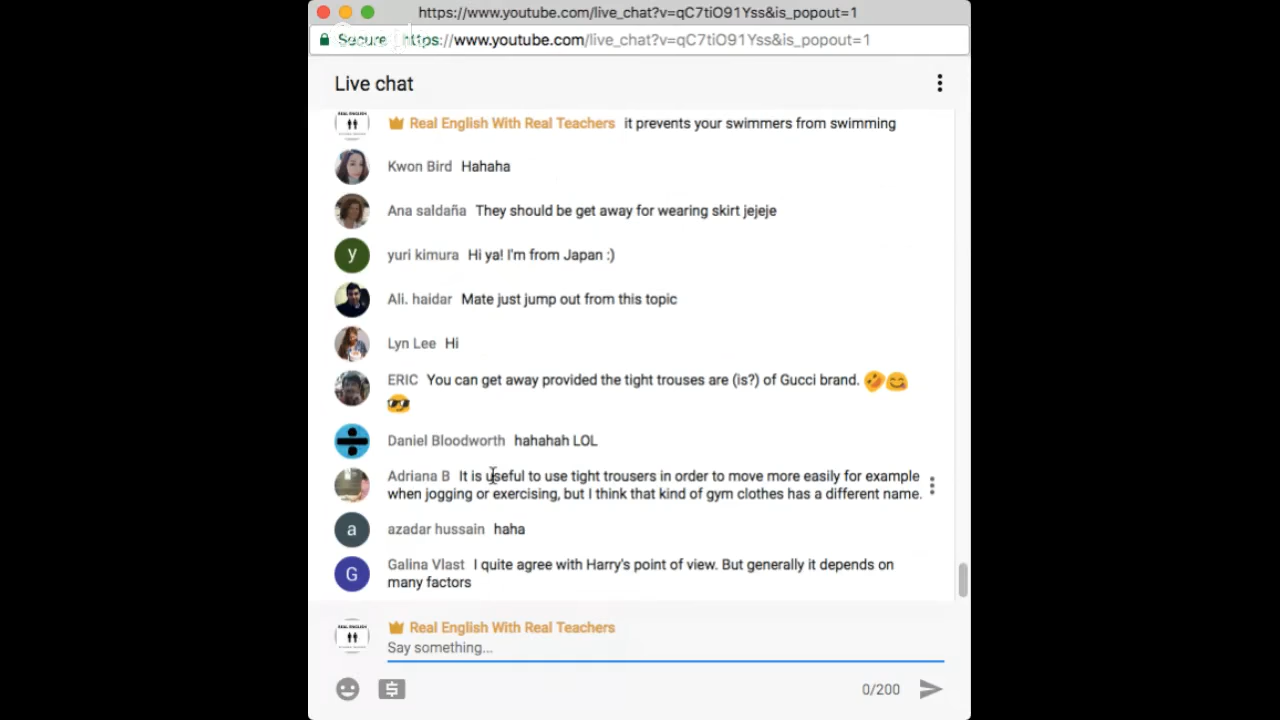 https://www.youtube.com/live_chat?v=qC7tiO91Yss&is_popout=1
Secure https://www.youtube.com/live_chat?v=qC7tiO91Yss&is_popout=1
Live chat
REAL ENGLISH
Real English With Real Teachers it prevents your swimmers from swimming
Kwon Bird Hahaha
Ana saldaña They should be get away for wearing skirt jejeje
y
yuri kimura Hi ya! I'm from Japan :)
Ali. haidar Mate just jump out from this topic
Lyn Lee Hi
ERIC You can get away provided the tight trouses are (is?) of Gucci brand. 🤣😊
😎
Daniel Bloodworth hahahah LOL
Adriana B It is useful to use tight trousers in order to move more easily for example
when jogging or exercising, but I think that kind of gym clothes has a different name.
a
azadar hussain haha
G
Galina Vlast I quite agree with Harry's point of view. But generally it depends on
many factors
REAL ENGLISH
Real English With Real Teachers
Say something...
0/200